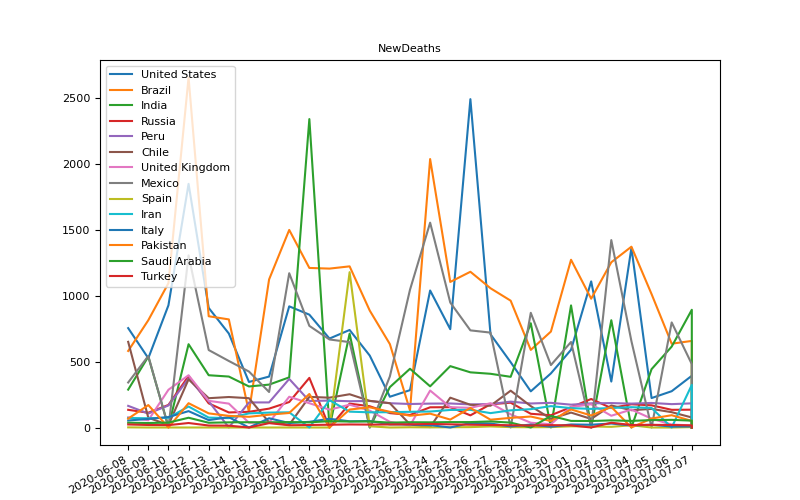 NewDeaths
United States
Brazil
India
Russia
Peru
Chile
United Kingdom
Mexico
Spain
Iran
Italy
Pakistan
Saudi Arabia
Turkey
2500
2000
1500
1000
500
0
2020-06-08
2020-06-09
2020-06-10
2020-06-12
2020-06-13
2020-06-14
2020-06-15
2020-06-16
2020-06-17
2020-06-18
2020-06-19
2020-06-20
2020-06-21
2020-06-22
2020-06-23
2020-06-24
2020-06-25
2020-06-26
2020-06-27
2020-06-28
2020-06-29
2020-06-30
2020-07-01
2020-07-02
2020-07-03
2020-07-04
2020-07-05
2020-07-06
2020-07-07